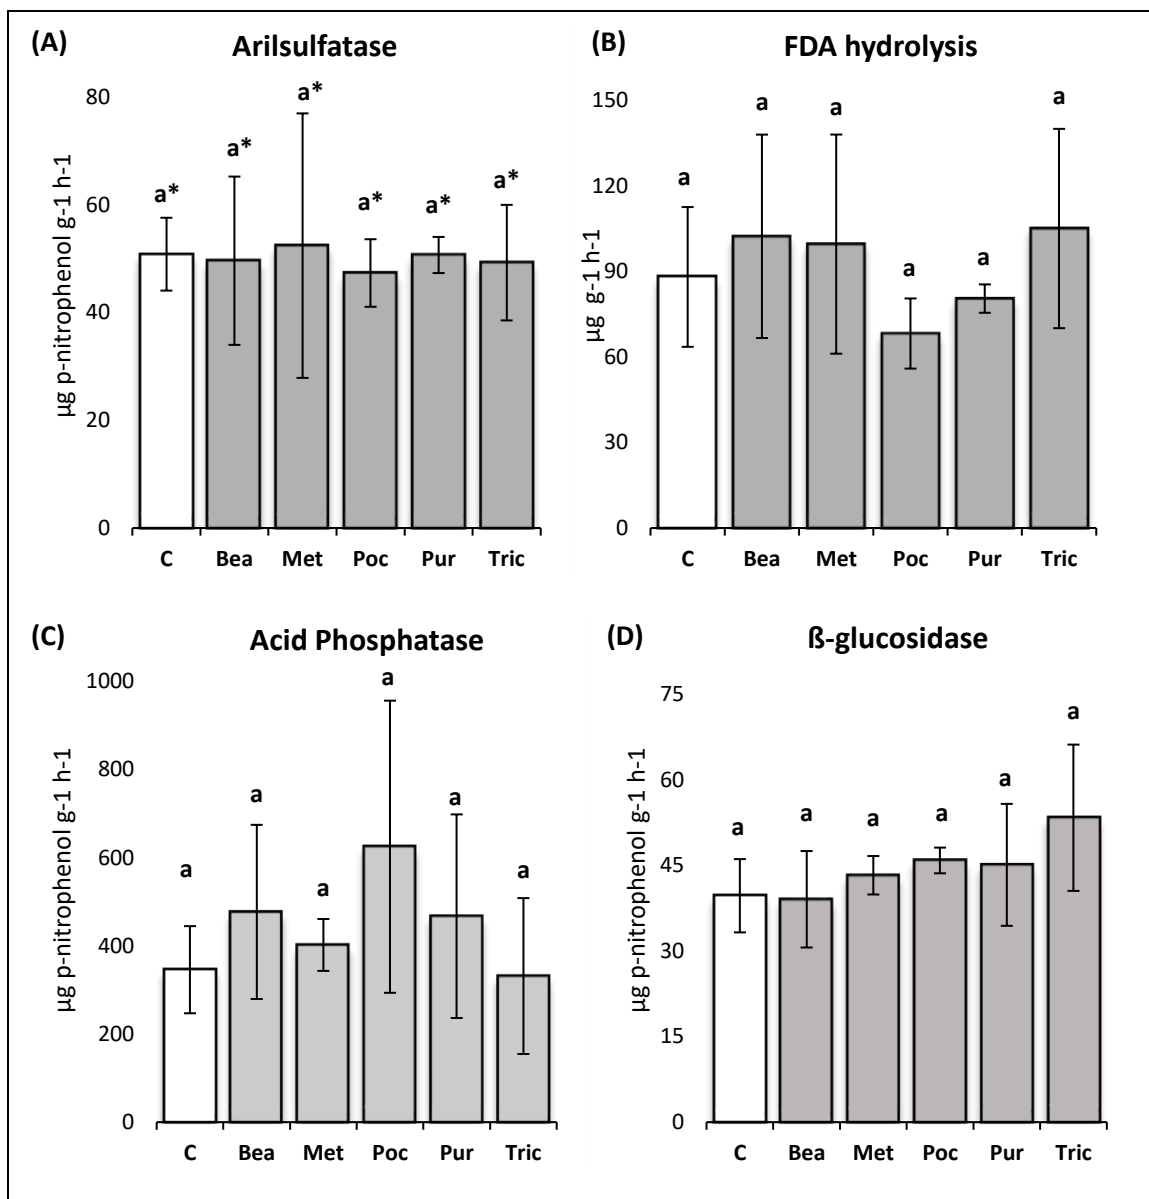 (A) Arilsulfatase
µg p-nitrophenol g-1 h-1
80
60
40
20
0
a* a* a* a* a* a*
C Bea Met Poc Pur Tric
(B) FDA hydrolysis
µg g-1 h-1
150
120
90
60
30
0
a a a a a a
C Bea Met Poc Pur Tric
(C) Acid Phosphatase
µg p-nitrophenol g-1 h-1
1000
800
600
400
200
0
a a a a a a
C Bea Met Poc Pur Tric
(D) ß-glucosidase
µg p-nitrophenol g-1 h-1
75
60
45
30
15
0
a a a a a a
C Bea Met Poc Pur Tric